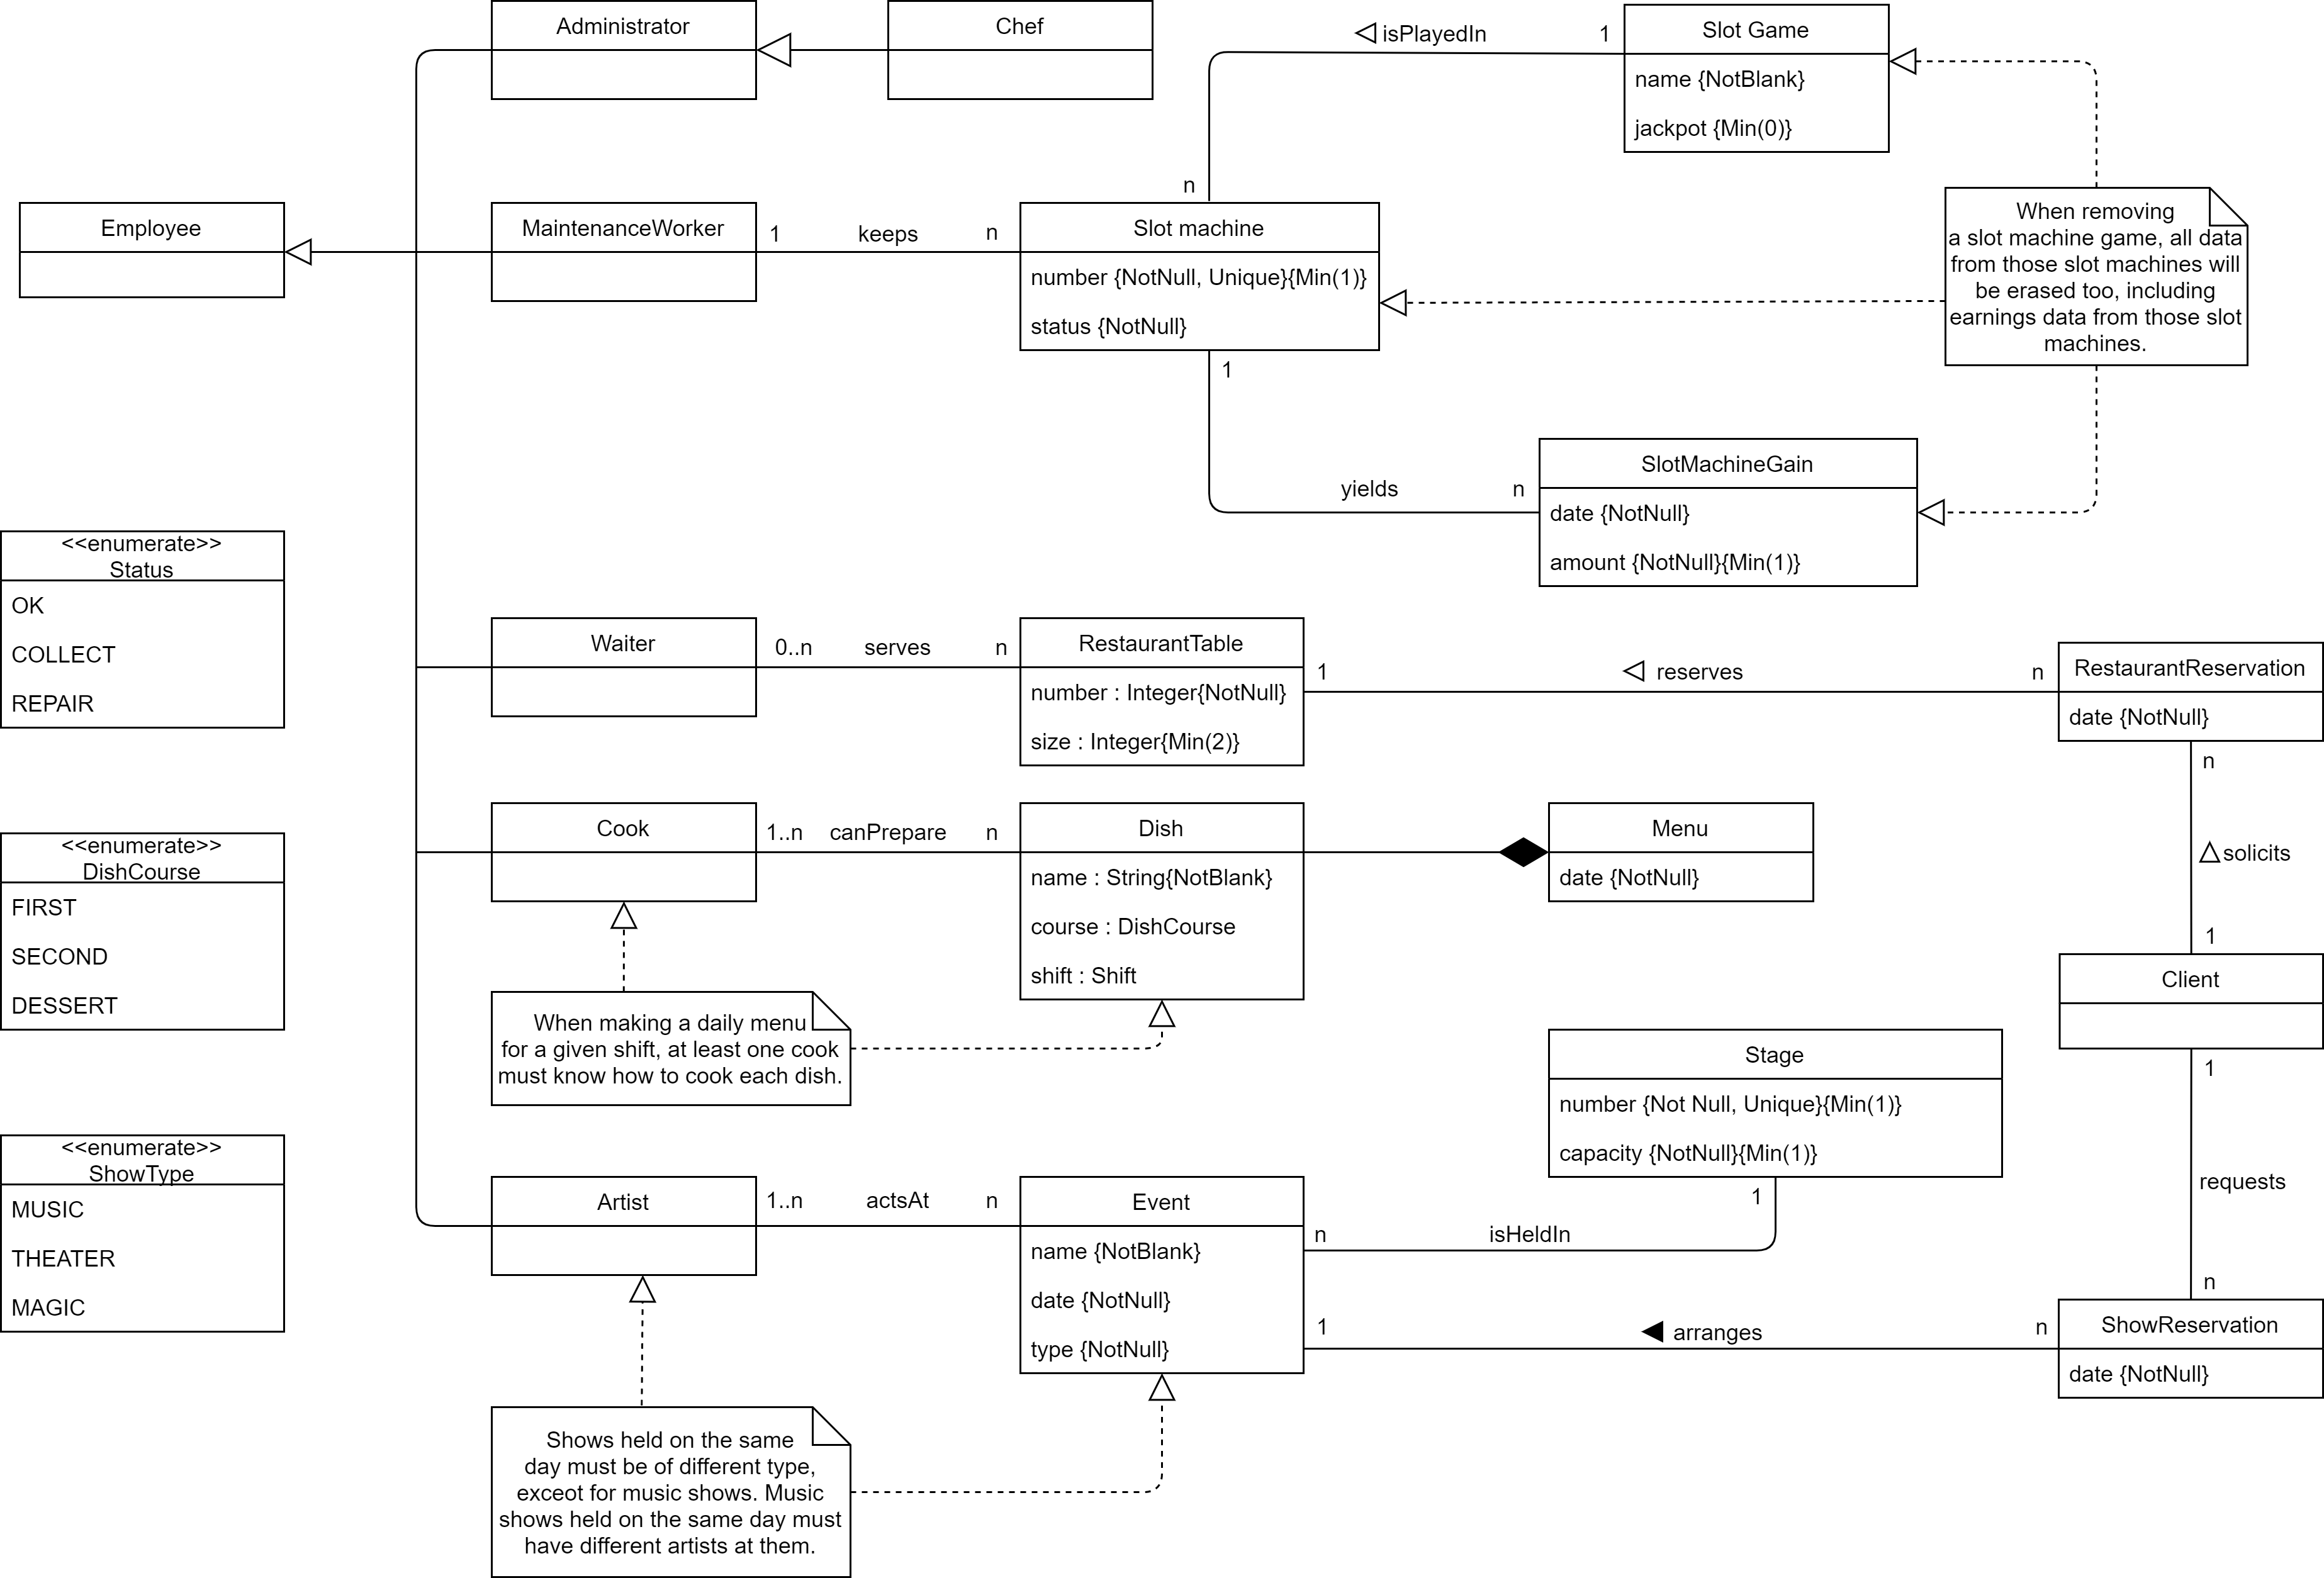 Administrator
Chef
isPlayedIn
1
Slot Game
name {NotBlank}
jackpot {Min(0)}
n
Employee
MaintenanceWorker
1
keeps
n
Slot machine
number {NotNull, Unique}{Min(1)}
status {NotNull}
When removing
a slot machine game, all data
from those slot machines will
be erased too, including
earnings data from those slot
machines.
1
yields
n
SlotMachineGain
date {NotNull}
amount {NotNull}{Min(1)}
<<enumerate>>
Status
OK
COLLECT
REPAIR
Waiter
0..n
serves
n
RestaurantTable
number : Integer{NotNull}
size : Integer{Min(2)}
1
reserves
n
RestaurantReservation
date {NotNull}
n
solicits
1
<<enumerate>>
DishCourse
FIRST
SECOND
DESSERT
Cook
1..n
canPrepare
n
Dish
name : String{NotBlank}
course : DishCourse
shift : Shift
Menu
date {NotNull}
Client
1
When making a daily menu
for a given shift, at least one cook
must know how to cook each dish.
Stage
number {Not Null, Unique}{Min(1)}
capacity {NotNull}{Min(1)}
1
requests
n
<<enumerate>>
ShowType
MUSIC
THEATER
MAGIC
Artist
1..n
actsAt
n
Event
name {NotBlank}
date {NotNull}
type {NotNull}
n
isHeldIn
1
arranges
n
ShowReservation
date {NotNull}
Shows held on the same
day must be of different type,
exceot for music shows. Music
shows held on the same day must
have different artists at them.